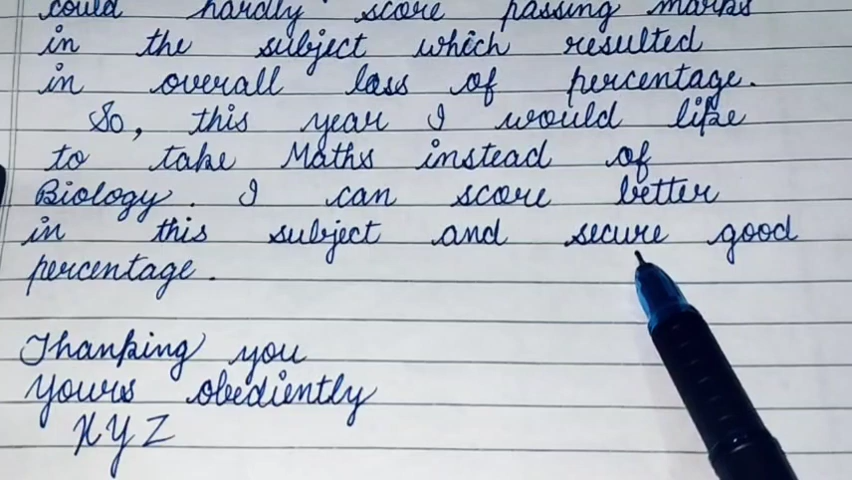 could hardly score passing marks
in the subject which resulted
in overall loss of percentage.
So, this year I would like
to take Maths instead of
Biology. I can score better
in this subject and secure good
percentage.
Thanking you
Yours obediently
XYZ